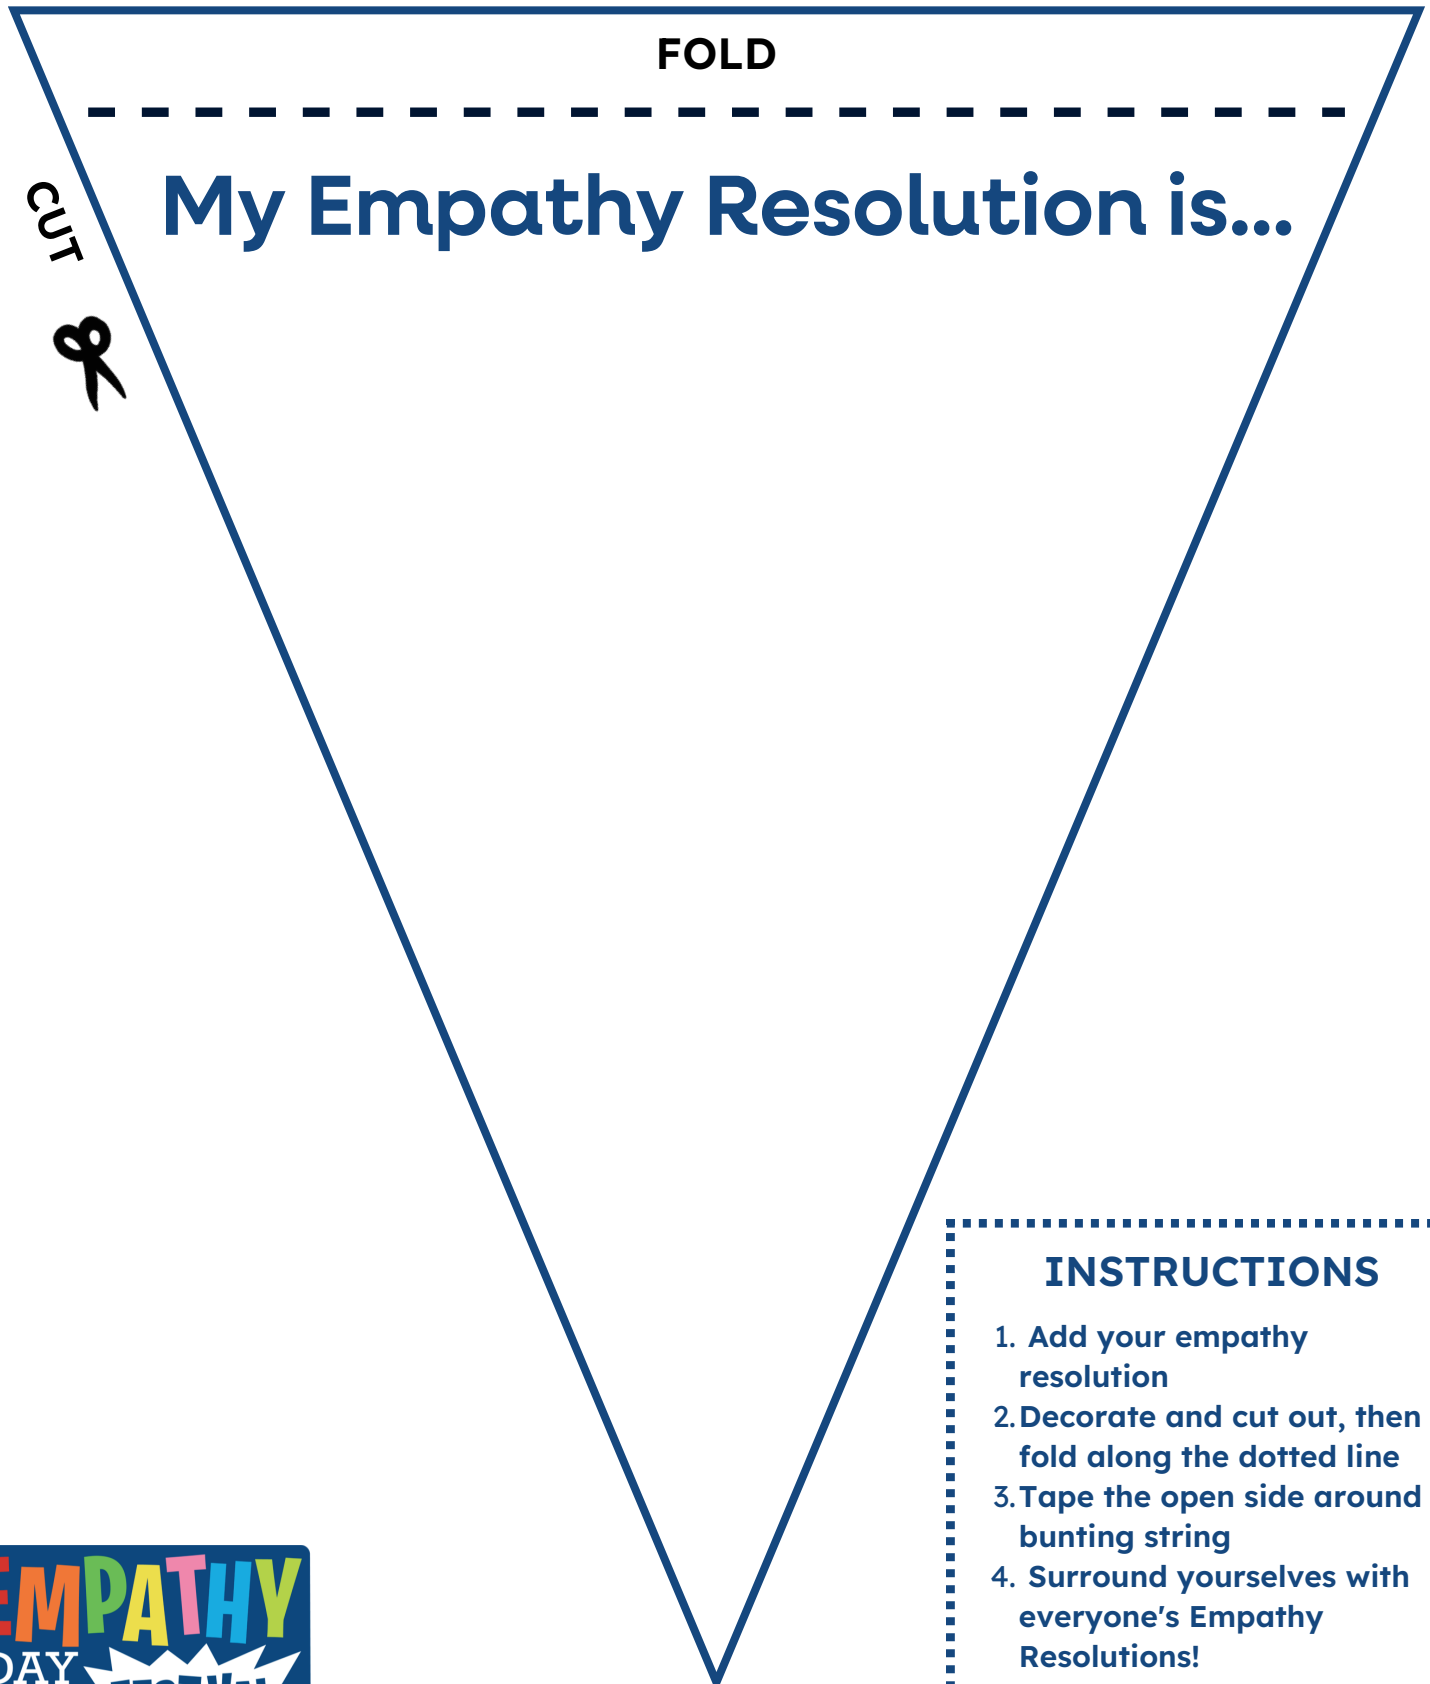 FOLD
CUT
My Empathy Resolution is...
INSTRUCTIONS
1. Add your empathy
resolution
2. Decorate and cut out, then
fold along the dotted line
3. Tape the open side around
bunting string
4. Surround yourselves with
everyone's Empathy
Resolutions!
EMPATHY
DAY